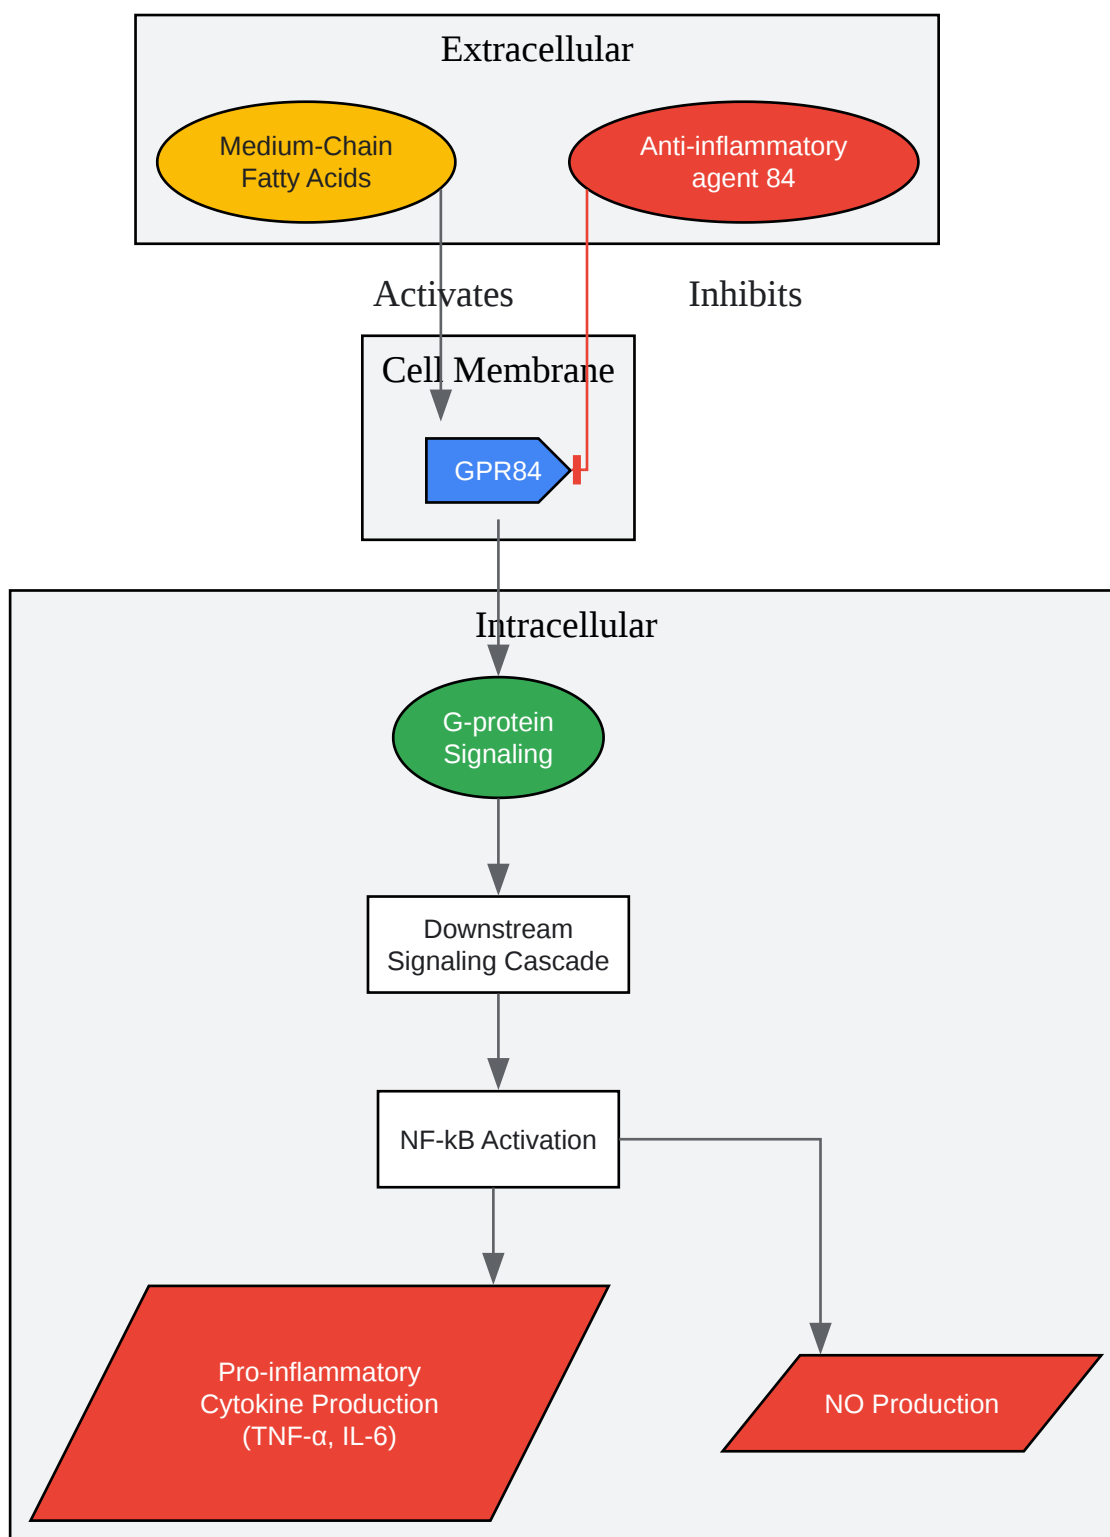 Extracellular
Medium-Chain
Fatty Acids
Anti-inflammatory
agent 84
Activates
Inhibits
Cell Membrane
GPR84
Intracellular
G-protein
Signaling
Downstream
Signaling Cascade
NF-kB Activation
Pro-inflammatory
Cytokine Production
(TNF-α, IL-6)
NO Production